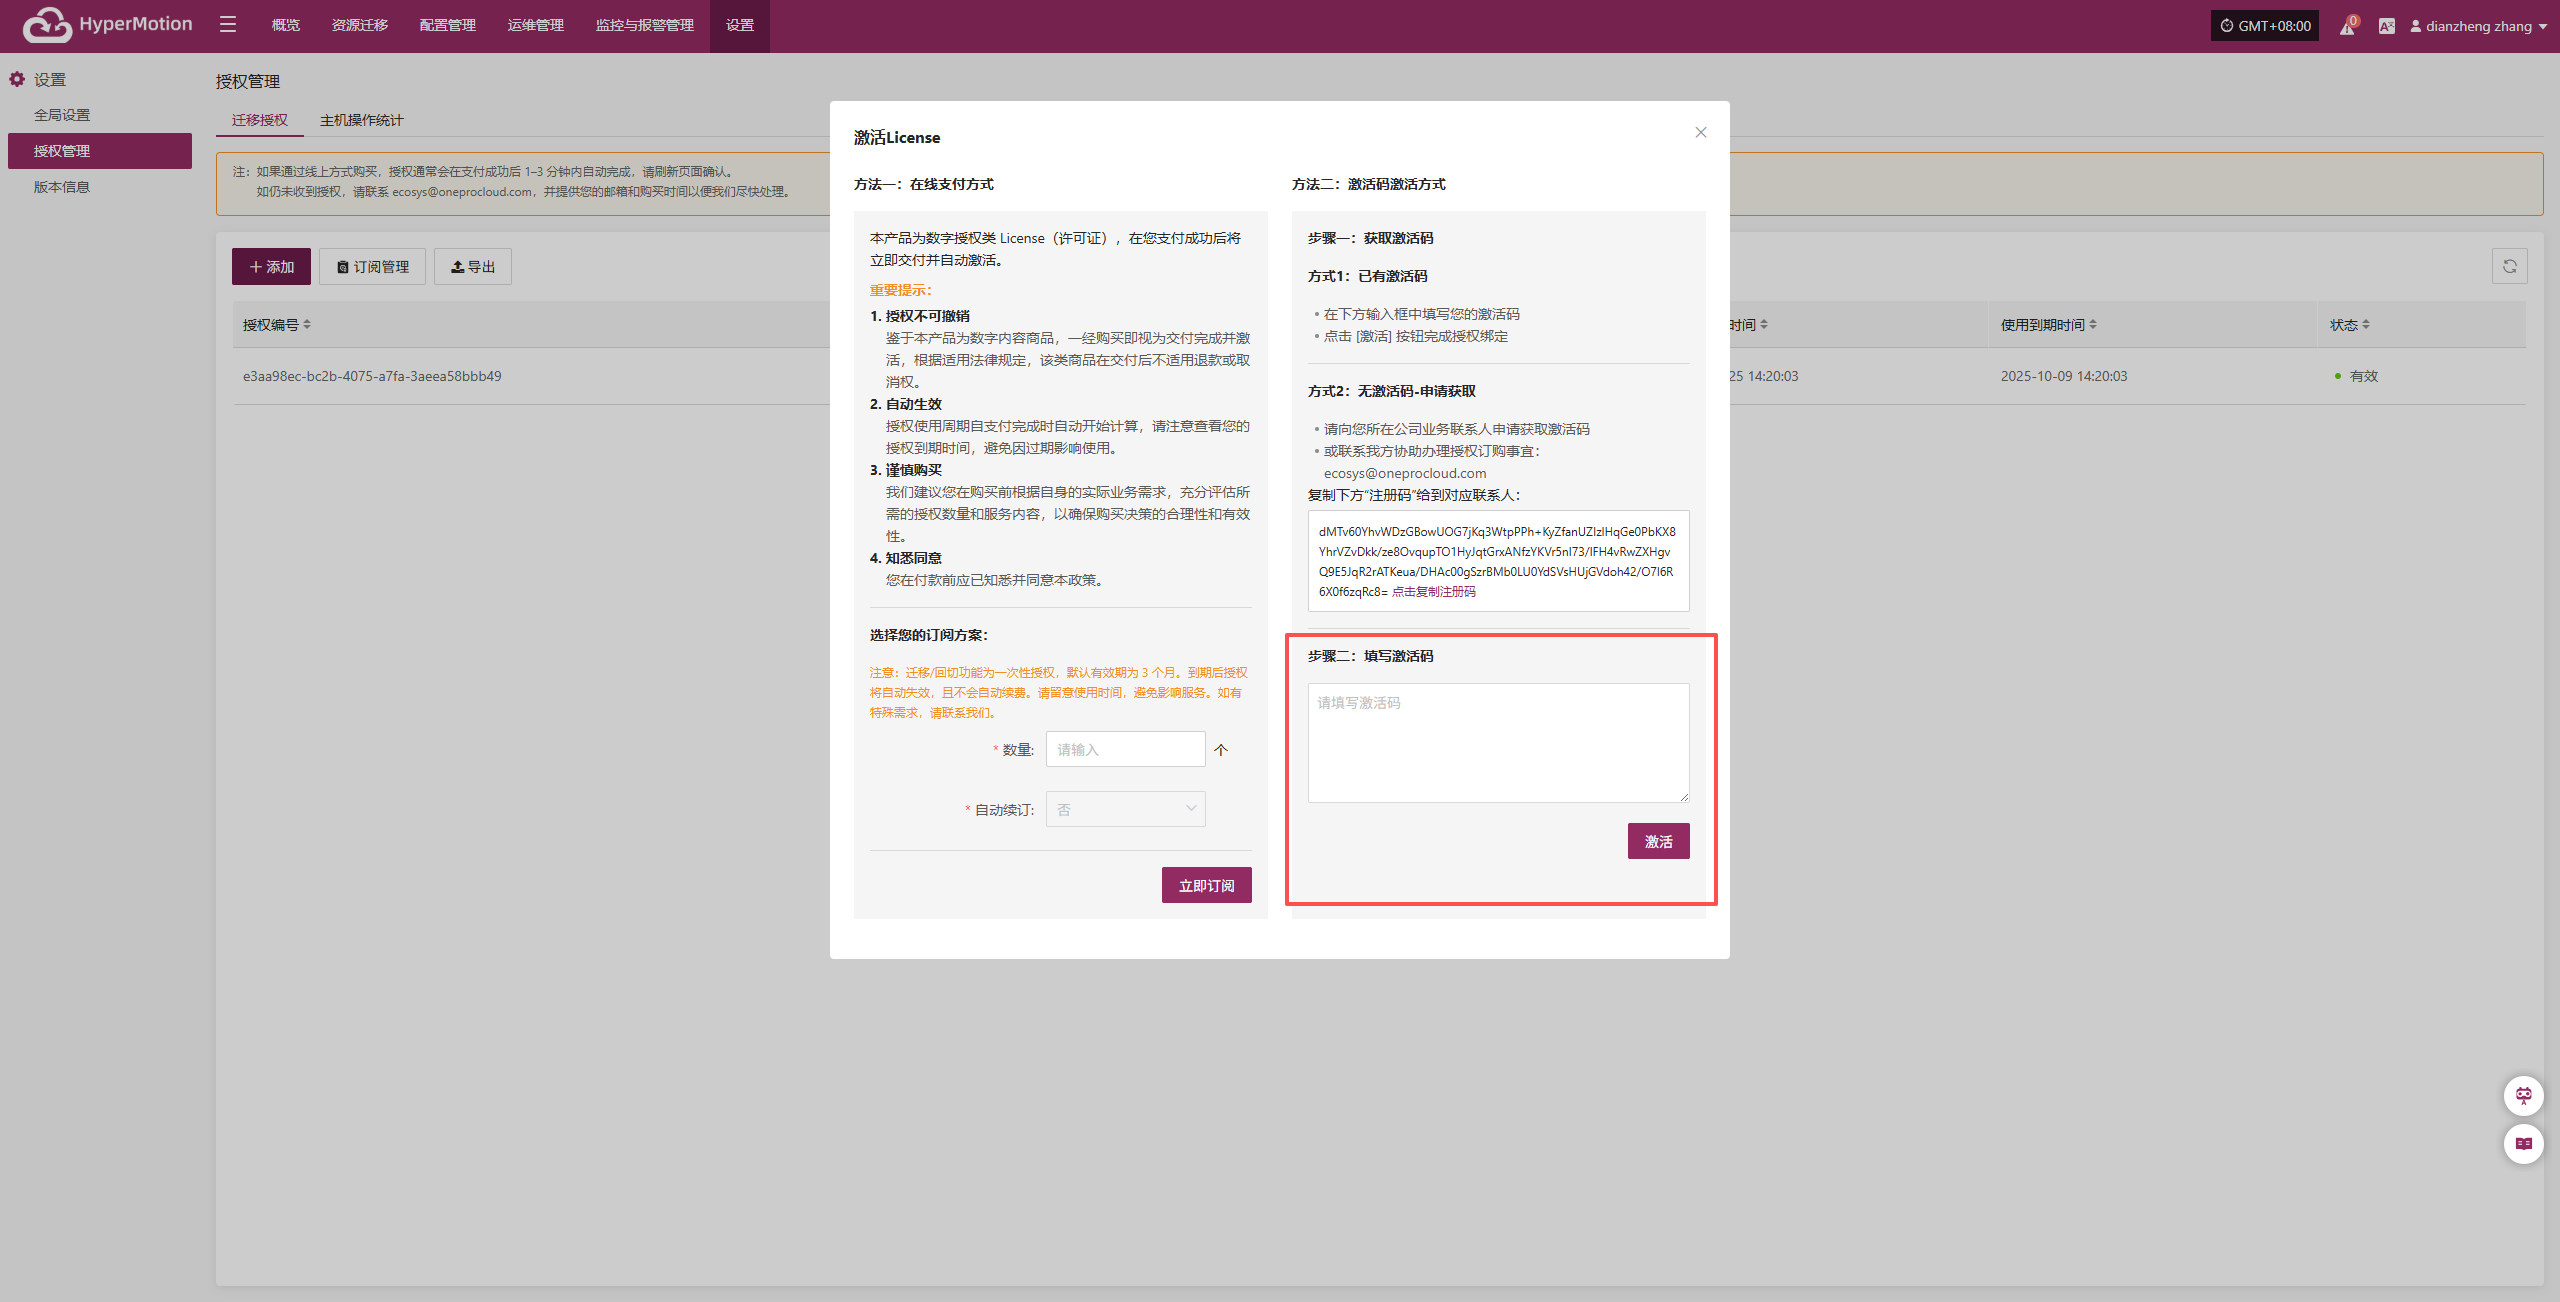 HyperMotion
概览 资源迁移 配置管理 运维管理 监控与报警管理 设置
GMT+08:00
0
dianzheng zhang
设置
全局设置
授权管理
版本信息
授权管理
迁移授权 主机操作统计
注：如果通过线上方式购买，授权通常会在支付成功后 1–3 分钟内自动完成，请刷新页面确认。
如仍未收到授权，请联系 ecosys@oneprocloud.com，并提供您的邮箱和购买时间以便我们尽快处理。
添加 订阅管理 导出
授权编号 时间 使用到期时间 状态
e3aa98ec-bc2b-4075-a7fa-3aeea58bbb49 25 14:20:03 2025-10-09 14:20:03 有效
激活License
方法一：在线支付方式
本产品为数字授权类 License（许可证），在您支付成功后将
立即交付并自动激活。
重要提示：
1. 授权不可撤销
鉴于本产品为数字内容商品，一经购买即视为交付完成并激
活，根据适用法律规定，该类商品在交付后不适用退款或取
消权。
2. 自动生效
授权使用周期自支付完成时自动开始计算，请注意查看您的
授权到期时间，避免因过期影响使用。
3. 谨慎购买
我们建议您在购买前根据自身的实际业务需求，充分评估所
需的授权数量和服务内容，以确保购买决策的合理性和有效
性。
4. 知悉同意
您在付款前应已知悉并同意本政策。
选择您的订阅方案：
注意：迁移/回切功能为一次性授权，默认有效期为 3 个月。到期后授权
将自动失效，且不会自动续费。请留意使用时间，避免影响服务。如有
特殊需求，请联系我们。
* 数量: 请输入 个
* 自动续订: 否
立即订阅
方法二：激活码激活方式
步骤一：获取激活码
方式1：已有激活码
• 在下方输入框中填写您的激活码
• 点击 [激活] 按钮完成授权绑定
方式2：无激活码-申请获取
• 请向您所在公司业务联系人申请获取激活码
• 或联系我方协助办理授权订购事宜：
ecosys@oneprocloud.com
复制下方“注册码”给到对应联系人：
dMTv60YhvWDzGBowUOG7jKq3WtpPPh+KyZfanUZIzlHqGe0PbKX8
YhrVZvDkk/ze8OvqupTO1HyJqtGrxANfzYKVr5nI73/IFH4vRwZXHgv
Q9E5JqR2rATKeua/DHAc00gSzrBMb0LU0YdSVsHUjGVdoh42/O7I6R
6X0f6zqRc8= 点击复制注册码
步骤二：填写激活码
请填写激活码
激活